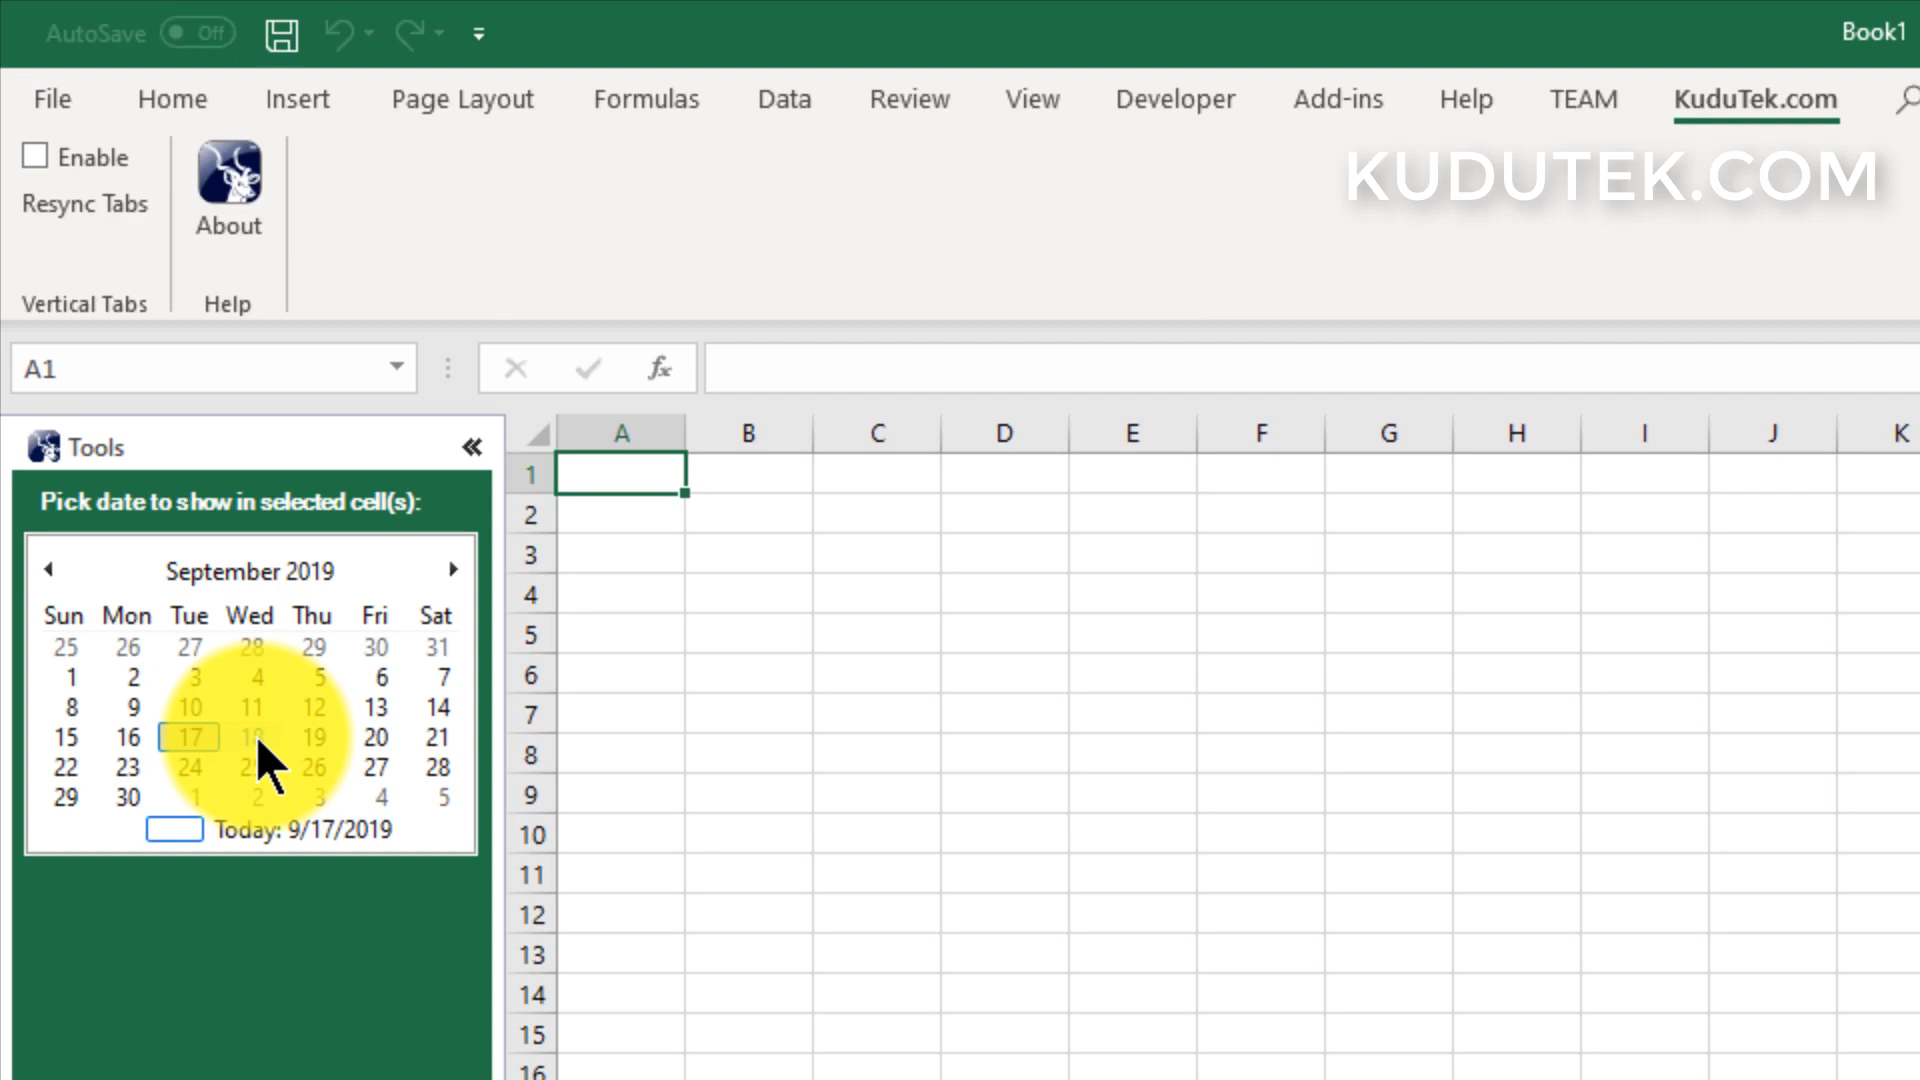 AutoSave Off Book1
File Home Insert Page Layout Formulas Data Review View Developer Add-ins Help TEAM KuduTek.com
Enable
Resync Tabs
Vertical Tabs
About
Help
KUDUTEK.COM
A1 fx
Tools
Pick date to show in selected cell(s):
September 2019
Sun Mon Tue Wed Thu Fri Sat
25 26 27 28 29 30 31
1 2 3 4 5 6 7
8 9 10 11 12 13 14
15 16 17 18 19 20 21
22 23 24 25 26 27 28
29 30 1 2 3 4 5
Today: 9/17/2019
A B C D E F G H I J K
1
2
3
4
5
6
7
8
9
10
11
12
13
14
15
16